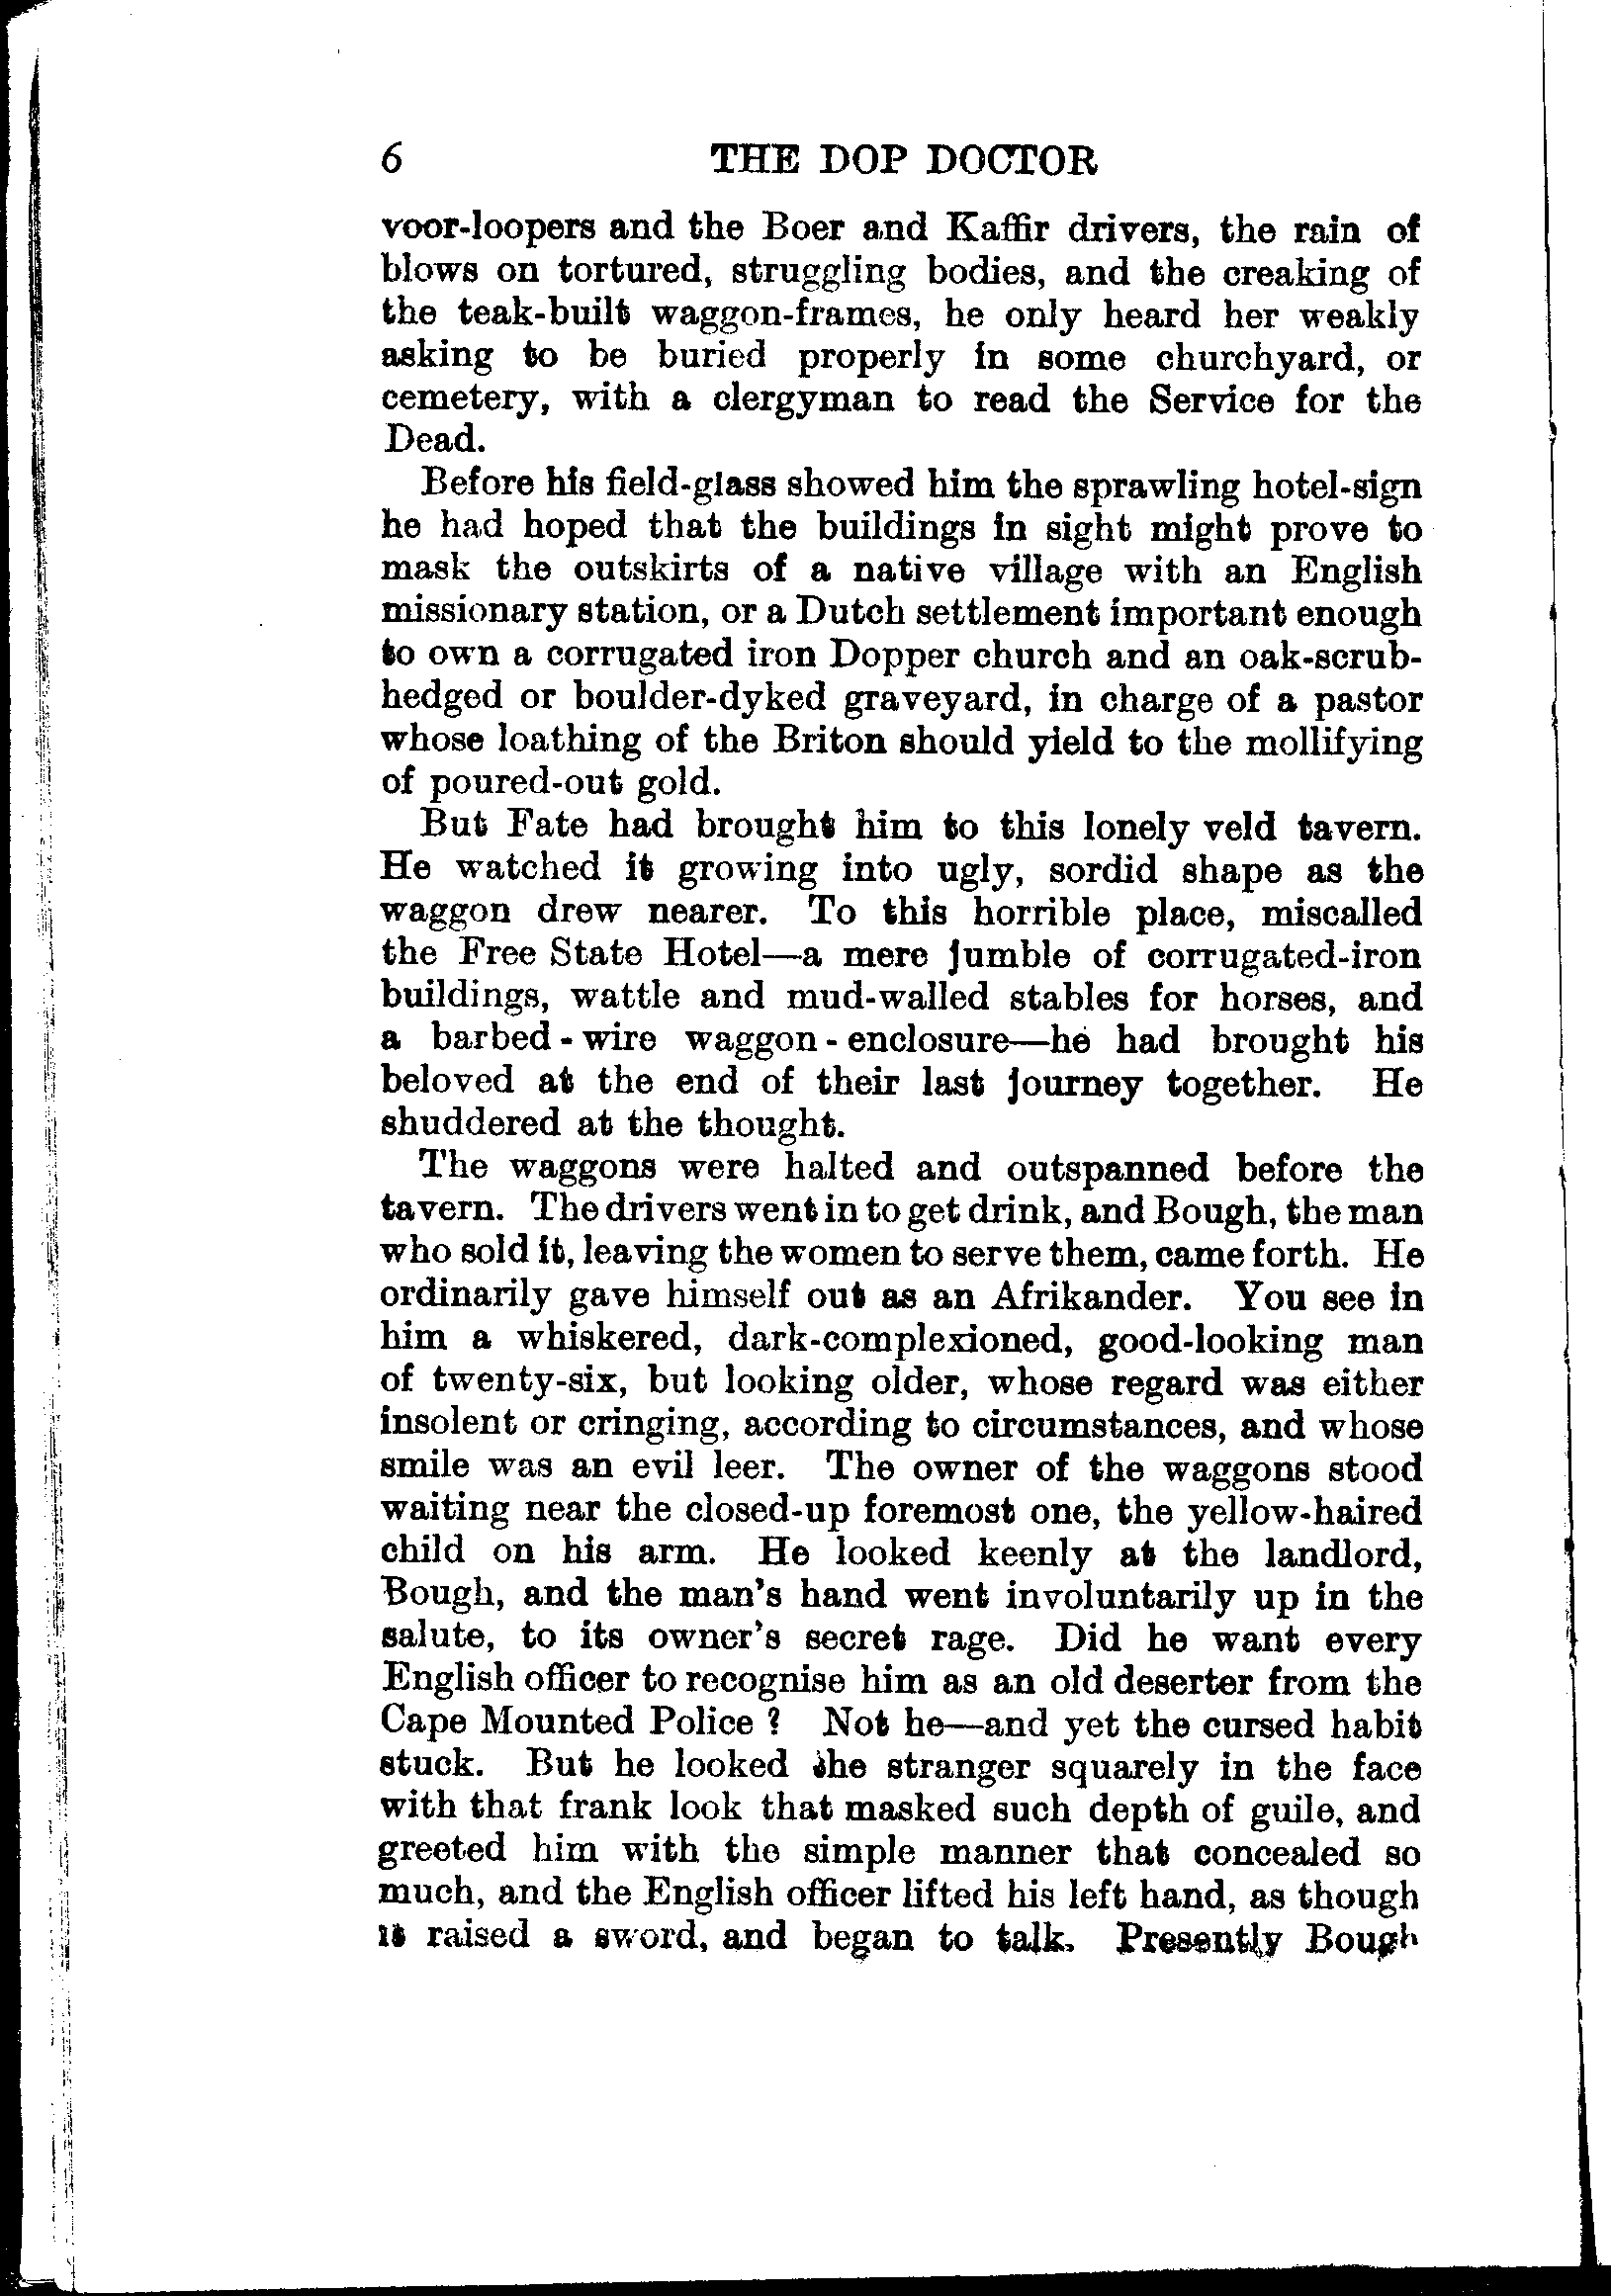 6 THE DOP DOCTOR
voor-loopers and the Boer and Kaffir drivers, the rain of
blows on tortured, struggling bodies, and the creaking of
the teak-built waggon-frames, he only heard her weakly
asking to be buried properly in some churchyard, or
cemetery, with a clergyman to read the Service for the
Dead.
Before his field-glass showed him the sprawling hotel-sign
he had hoped that the buildings in sight might prove to
mask the outskirts of a native village with an English
missionary station, or a Dutch settlement important enough
to own a corrugated iron Dopper church and an oak-scrub-
hedged or boulder-dyked graveyard, in charge of a pastor
whose loathing of the Briton should yield to the mollifying
of poured-out gold.
But Fate had brought him to this lonely veld tavern.
He watched it growing into ugly, sordid shape as the
waggon drew nearer. To this horrible place, miscalled
the Free State Hotel—a mere jumble of corrugated-iron
buildings, wattle and mud-walled stables for horses, and
a barbed-wire waggon-enclosure—he had brought his
beloved at the end of their last journey together. He
shuddered at the thought.
The waggons were halted and outspanned before the
tavern. The drivers went in to get drink, and Bough, the man
who sold it, leaving the women to serve them, came forth. He
ordinarily gave himself out as an Afrikander. You see in
him a whiskered, dark-complexioned, good-looking man
of twenty-six, but looking older, whose regard was either
insolent or cringing, according to circumstances, and whose
smile was an evil leer. The owner of the waggons stood
waiting near the closed-up foremost one, the yellow-haired
child on his arm. He looked keenly at the landlord,
Bough, and the man's hand went involuntarily up in the
salute, to its owner's secret rage. Did he want every
English officer to recognise him as an old deserter from the
Cape Mounted Police? Not he—and yet the cursed habit
stuck. But he looked the stranger squarely in the face
with that frank look that masked such depth of guile, and
greeted him with the simple manner that concealed so
much, and the English officer lifted his left hand, as though
it raised a sword, and began to talk. Presently Bough